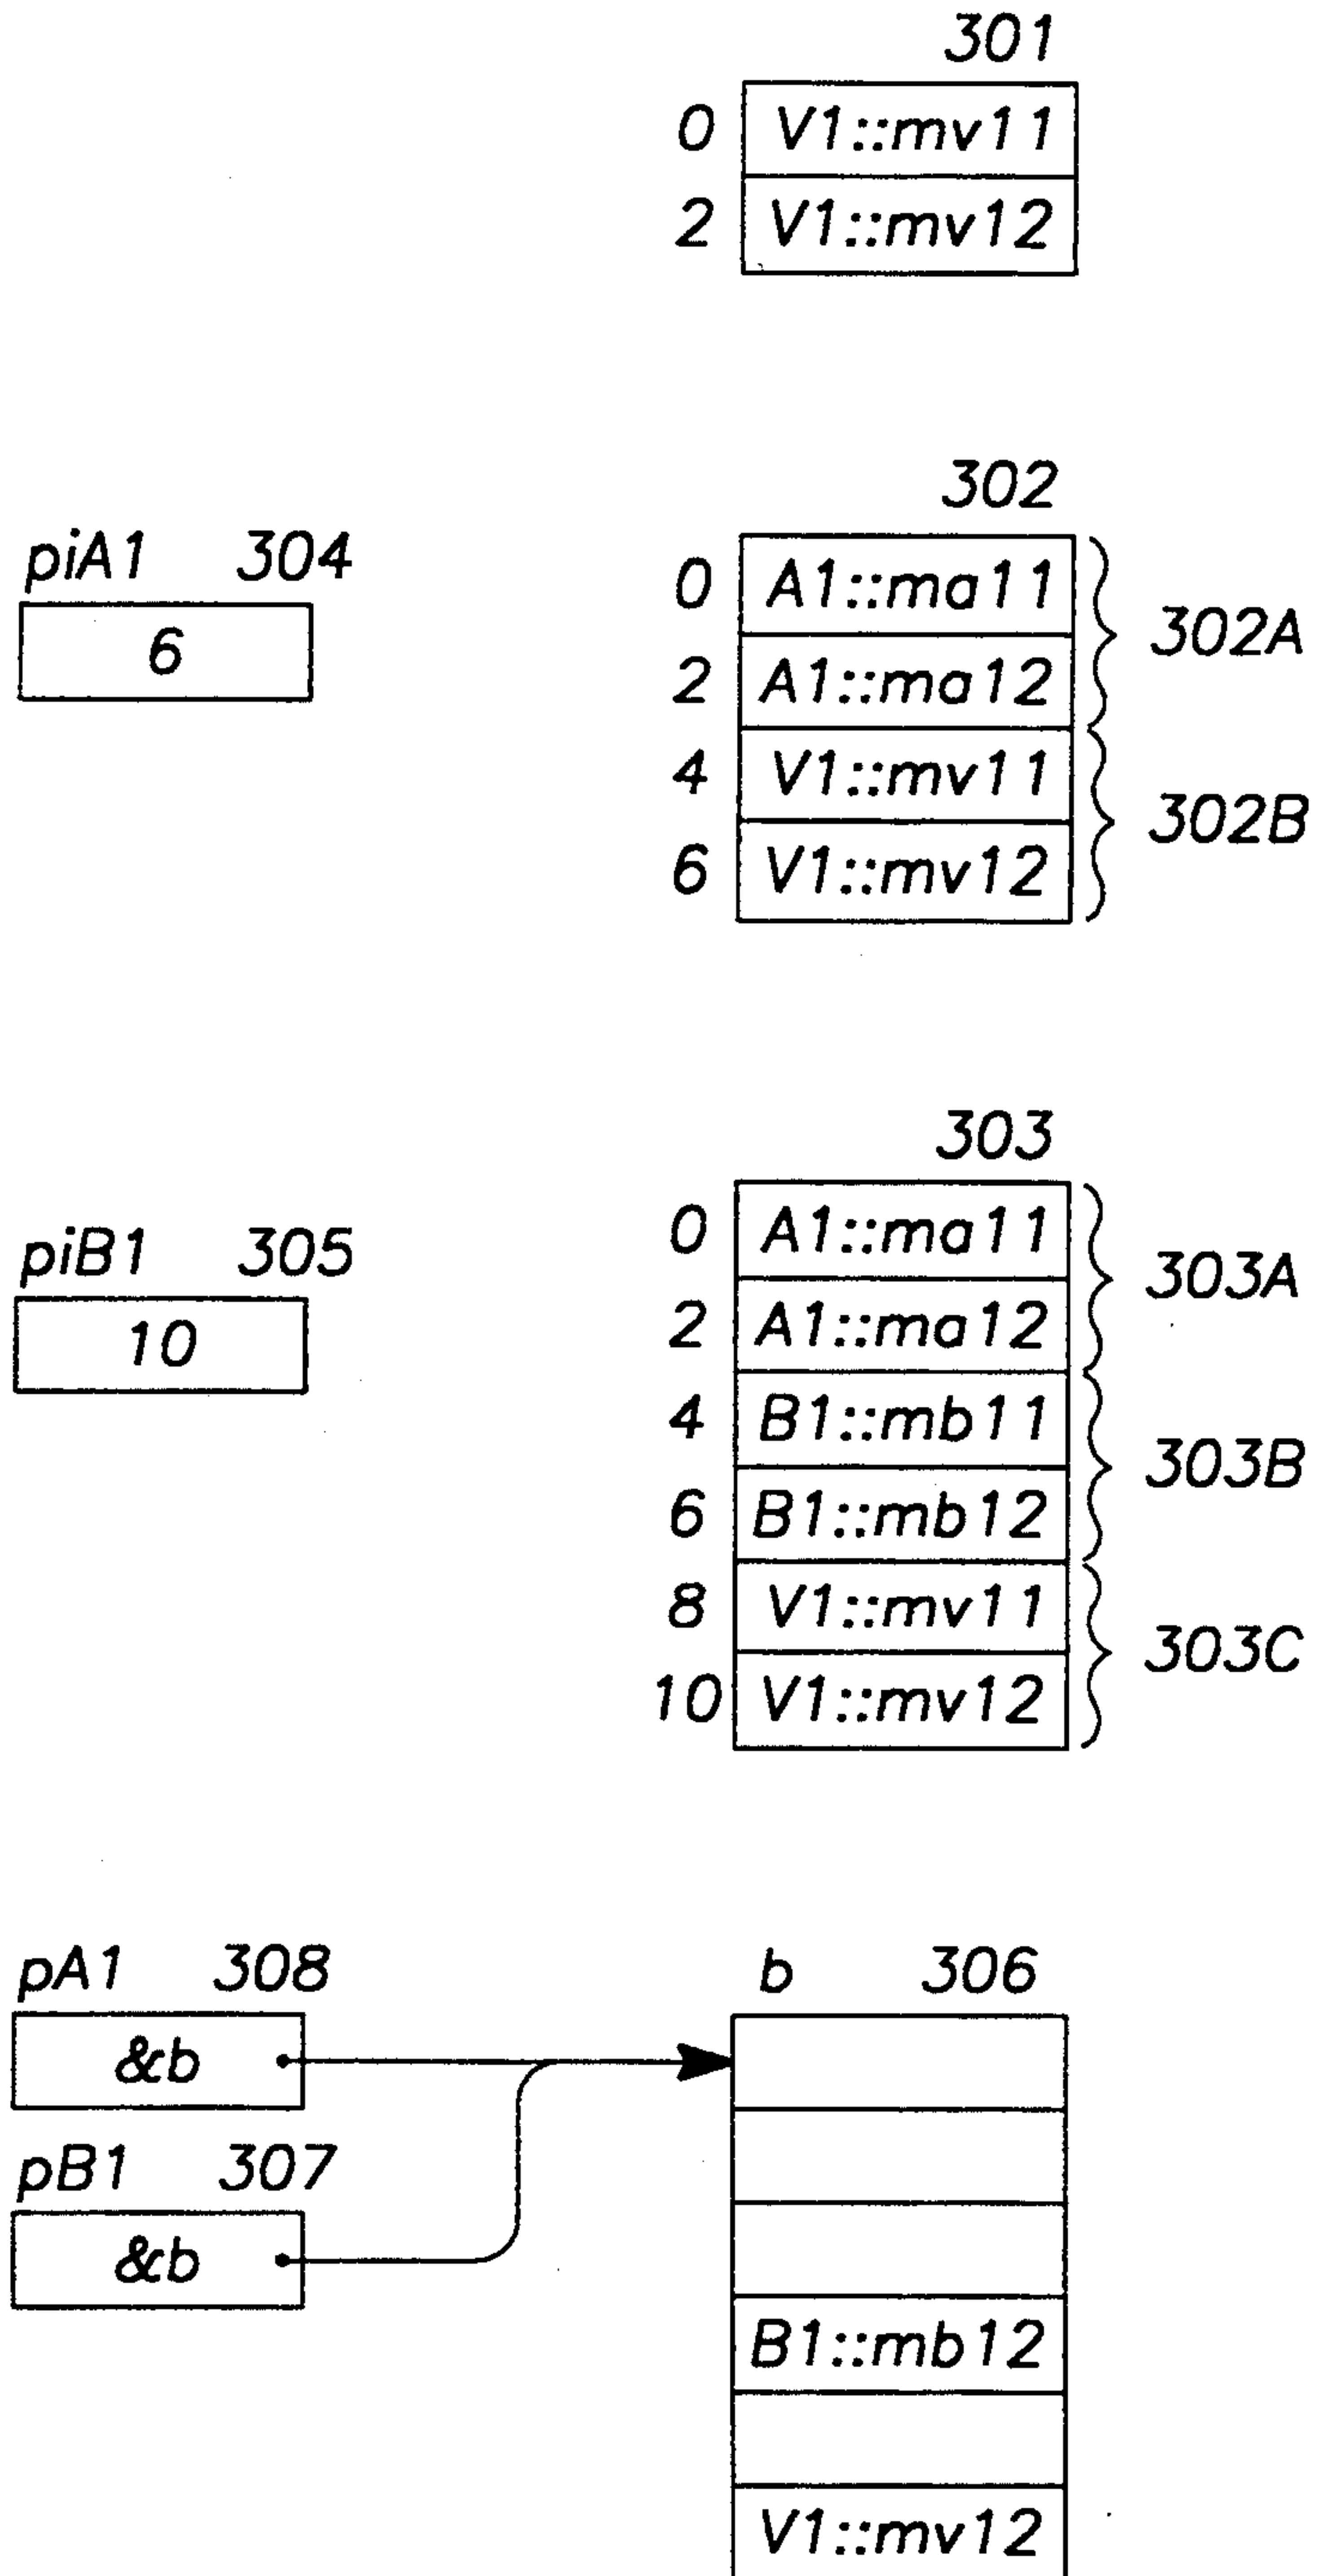 301
0 V1::mv11
2 V1::mv12
302
piA1 304
6
0 A1::ma11
2 A1::ma12
302A
4 V1::mv11
6 V1::mv12
302B
303
piB1 305
10
0 A1::ma11
2 A1::ma12
303A
4 B1::mb11
6 B1::mb12
303B
8 V1::mv11
10 V1::mv12
303C
pA1 308
&b
pB1 307
&b
b 306
B1::mb12
V1::mv12